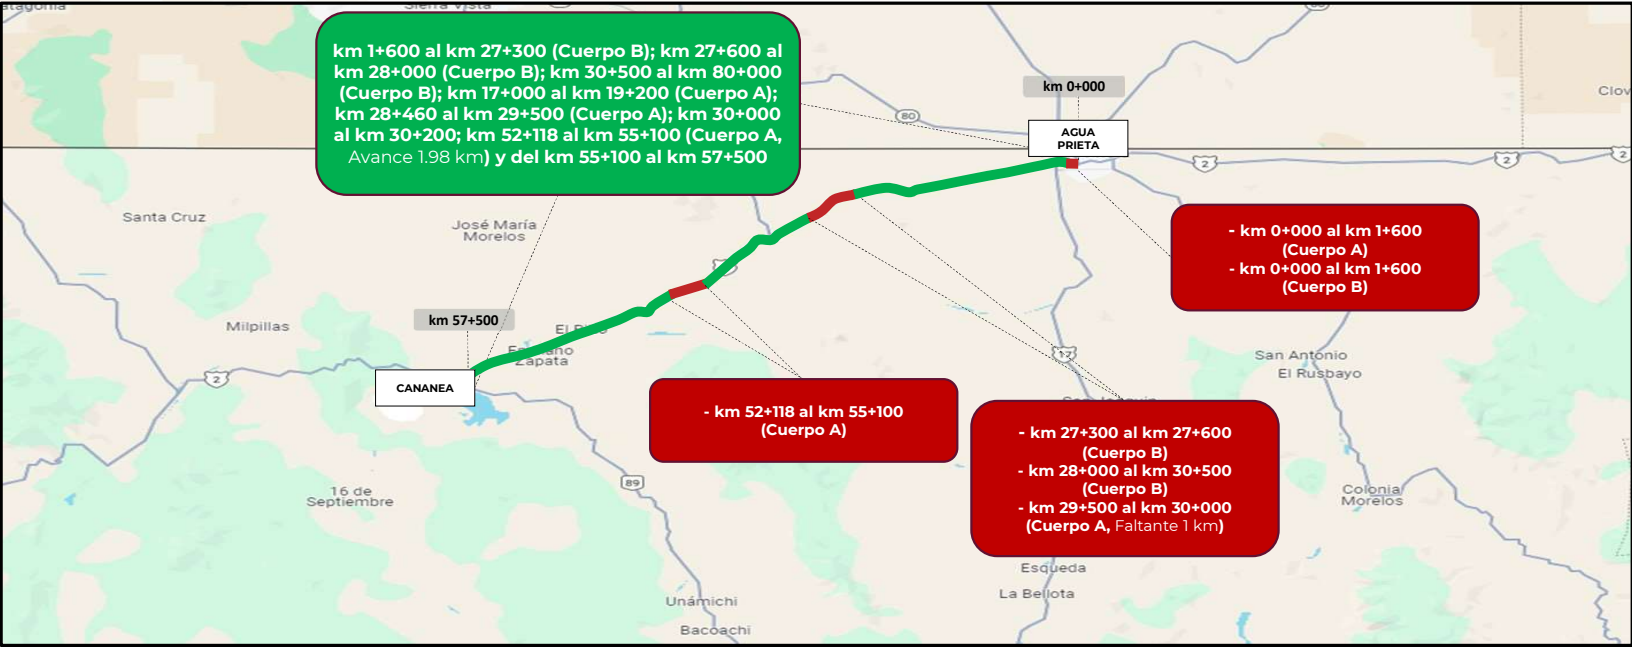 Sierra Vista
km 1+600 al km 27+300 (Cuerpo B); km 27+600 al
km 28+000 (Cuerpo B); km 30+500 al km 80+000
(Cuerpo B); km 17+000 al km 19+200 (Cuerpo A);
km 28+460 al km 29+500 (Cuerpo A); km 30+000
al km 30+200; km 52+118 al km 55+100 (Cuerpo A,
Avance 1.98 km) y del km 55+100 al km 57+500
km 0+000
80
AGUA
PRIETA
Clov
2
2
2
Santa Cruz
José María
Morelos
- km 0+000 al km 1+600
(Cuerpo A)
- km 0+000 al km 1+600
(Cuerpo B)
km 57+500
Milpillas
Zapata
2
CANANEA
17
San Antonio
El Rusbayo
- km 52+118 al km 55+100
(Cuerpo A)
- km 27+300 al km 27+600
(Cuerpo B)
- km 28+000 al km 30+500
(Cuerpo B)
- km 29+500 al km 30+000
(Cuerpo A, Faltante 1 km)
89
16 de
Septiembre
Colonia
Morelos
Esqueda
La Bellota
Unámichi
Bacoachi